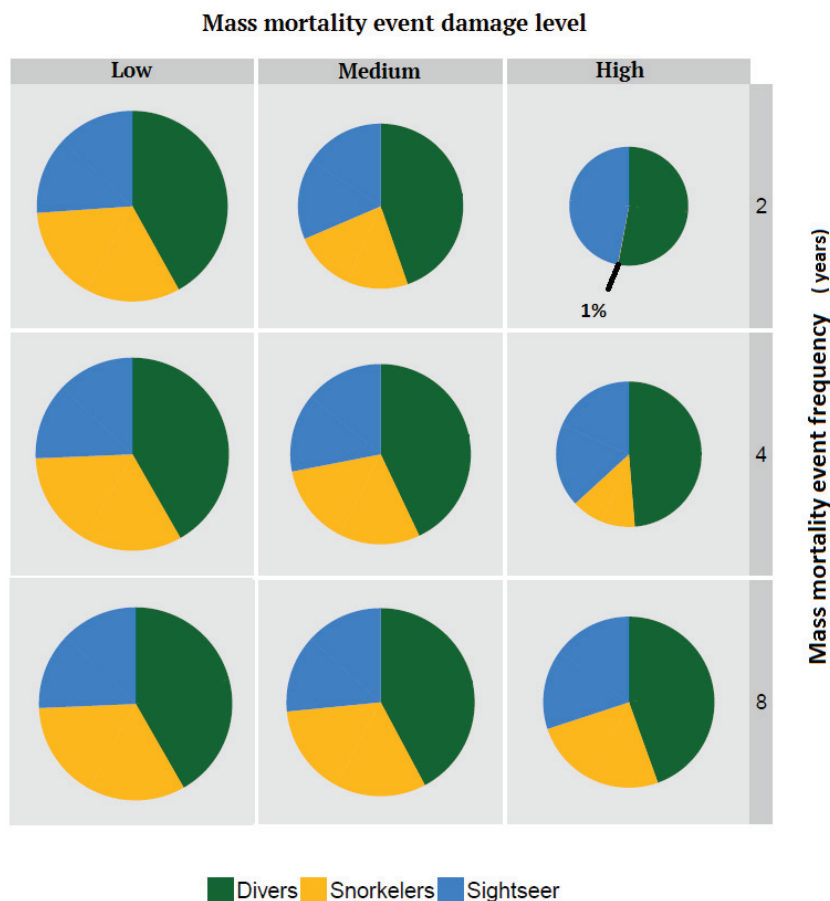 Mass mortality event damage level
Low Medium High
2
1%
4
8
Mass mortality event frequency ( years)
Divers Snorkelers Sightseer